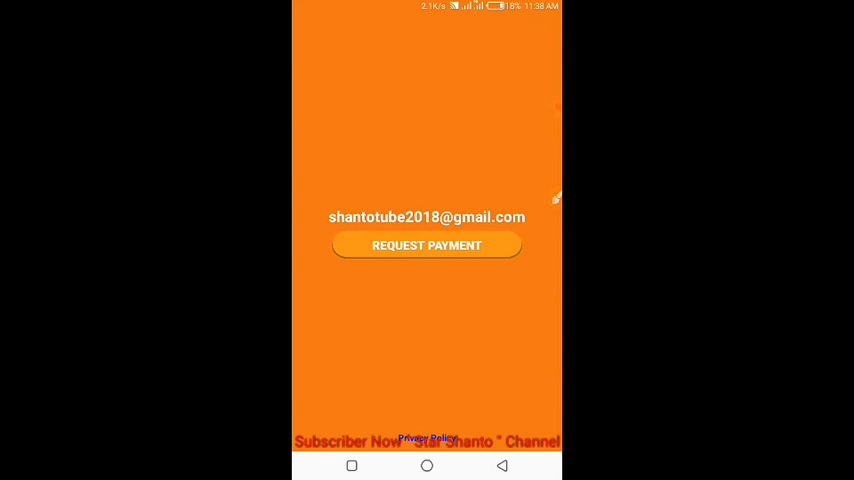 2.1K/s 18% 11:38 AM
shantotube2018@gmail.com
REQUEST PAYMENT
Privacy Policy
Subscriber Now "Star Shanto " Channel